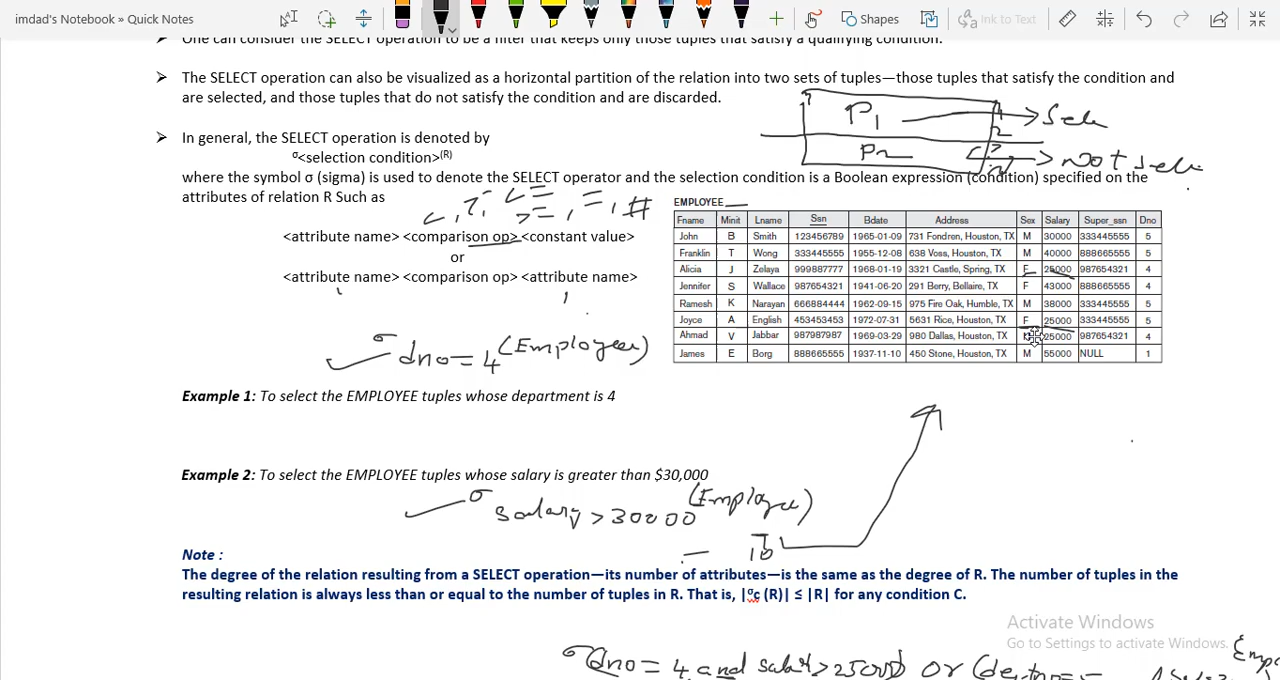 imdad's Notebook » Quick Notes
Shapes
Ink to Text
One can consider the SELECT operation to be a filter that keeps only those tuples that satisfy a qualifying condition.
The SELECT operation can also be visualized as a horizontal partition of the relation into two sets of tuples—those tuples that satisfy the condition and
are selected, and those tuples that do not satisfy the condition and are discarded.
P1 Sele
P2 Not Sele
In general, the SELECT operation is denoted by
σ<selection condition>(R)
where the symbol σ (sigma) is used to denote the SELECT operator and the selection condition is a Boolean expression (condition) specified on the
attributes of relation R Such as
<attribute name> <comparison op> <constant value>
or
<attribute name> <comparison op> <attribute name>
EMPLOYEE
Fname Minit Lname Ssn Bdate Address Sex Salary Super_ssn Dno
John B Smith 123456789 1965-01-09 731 Fondren, Houston, TX M 30000 333445555 5
Franklin T Wong 333445555 1955-12-08 638 Voss, Houston, TX M 40000 888665555 5
Alicia J Zelaya 999887777 1968-01-19 3321 Castle, Spring, TX F 25000 987654321 4
Jennifer S Wallace 987654321 1941-06-20 291 Berry, Bellaire, TX F 43000 888665555 4
Ramesh K Narayan 666884444 1962-09-15 975 Fire Oak, Humble, TX M 38000 333445555 5
Joyce A English 453453453 1972-07-31 5631 Rice, Houston, TX F 25000 333445555 5
Ahmad V Jabbar 987987987 1969-03-29 980 Dallas, Houston, TX 25000 987654321 4
James E Borg 888665555 1937-11-10 450 Stone, Houston, TX M 55000 NULL 1
σ dno = 4 (Employee)
Example 1: To select the EMPLOYEE tuples whose department is 4
Example 2: To select the EMPLOYEE tuples whose salary is greater than $30,000
σ salary > 30000 (Employee)
Note :
The degree of the relation resulting from a SELECT operation—its number of attributes—is the same as the degree of R. The number of tuples in the
resulting relation is always less than or equal to the number of tuples in R. That is, |σc (R)| ≤ |R| for any condition C.
Activate Windows
Go to Settings to activate Windows.
σ dno = 4 and salary > 25000 or